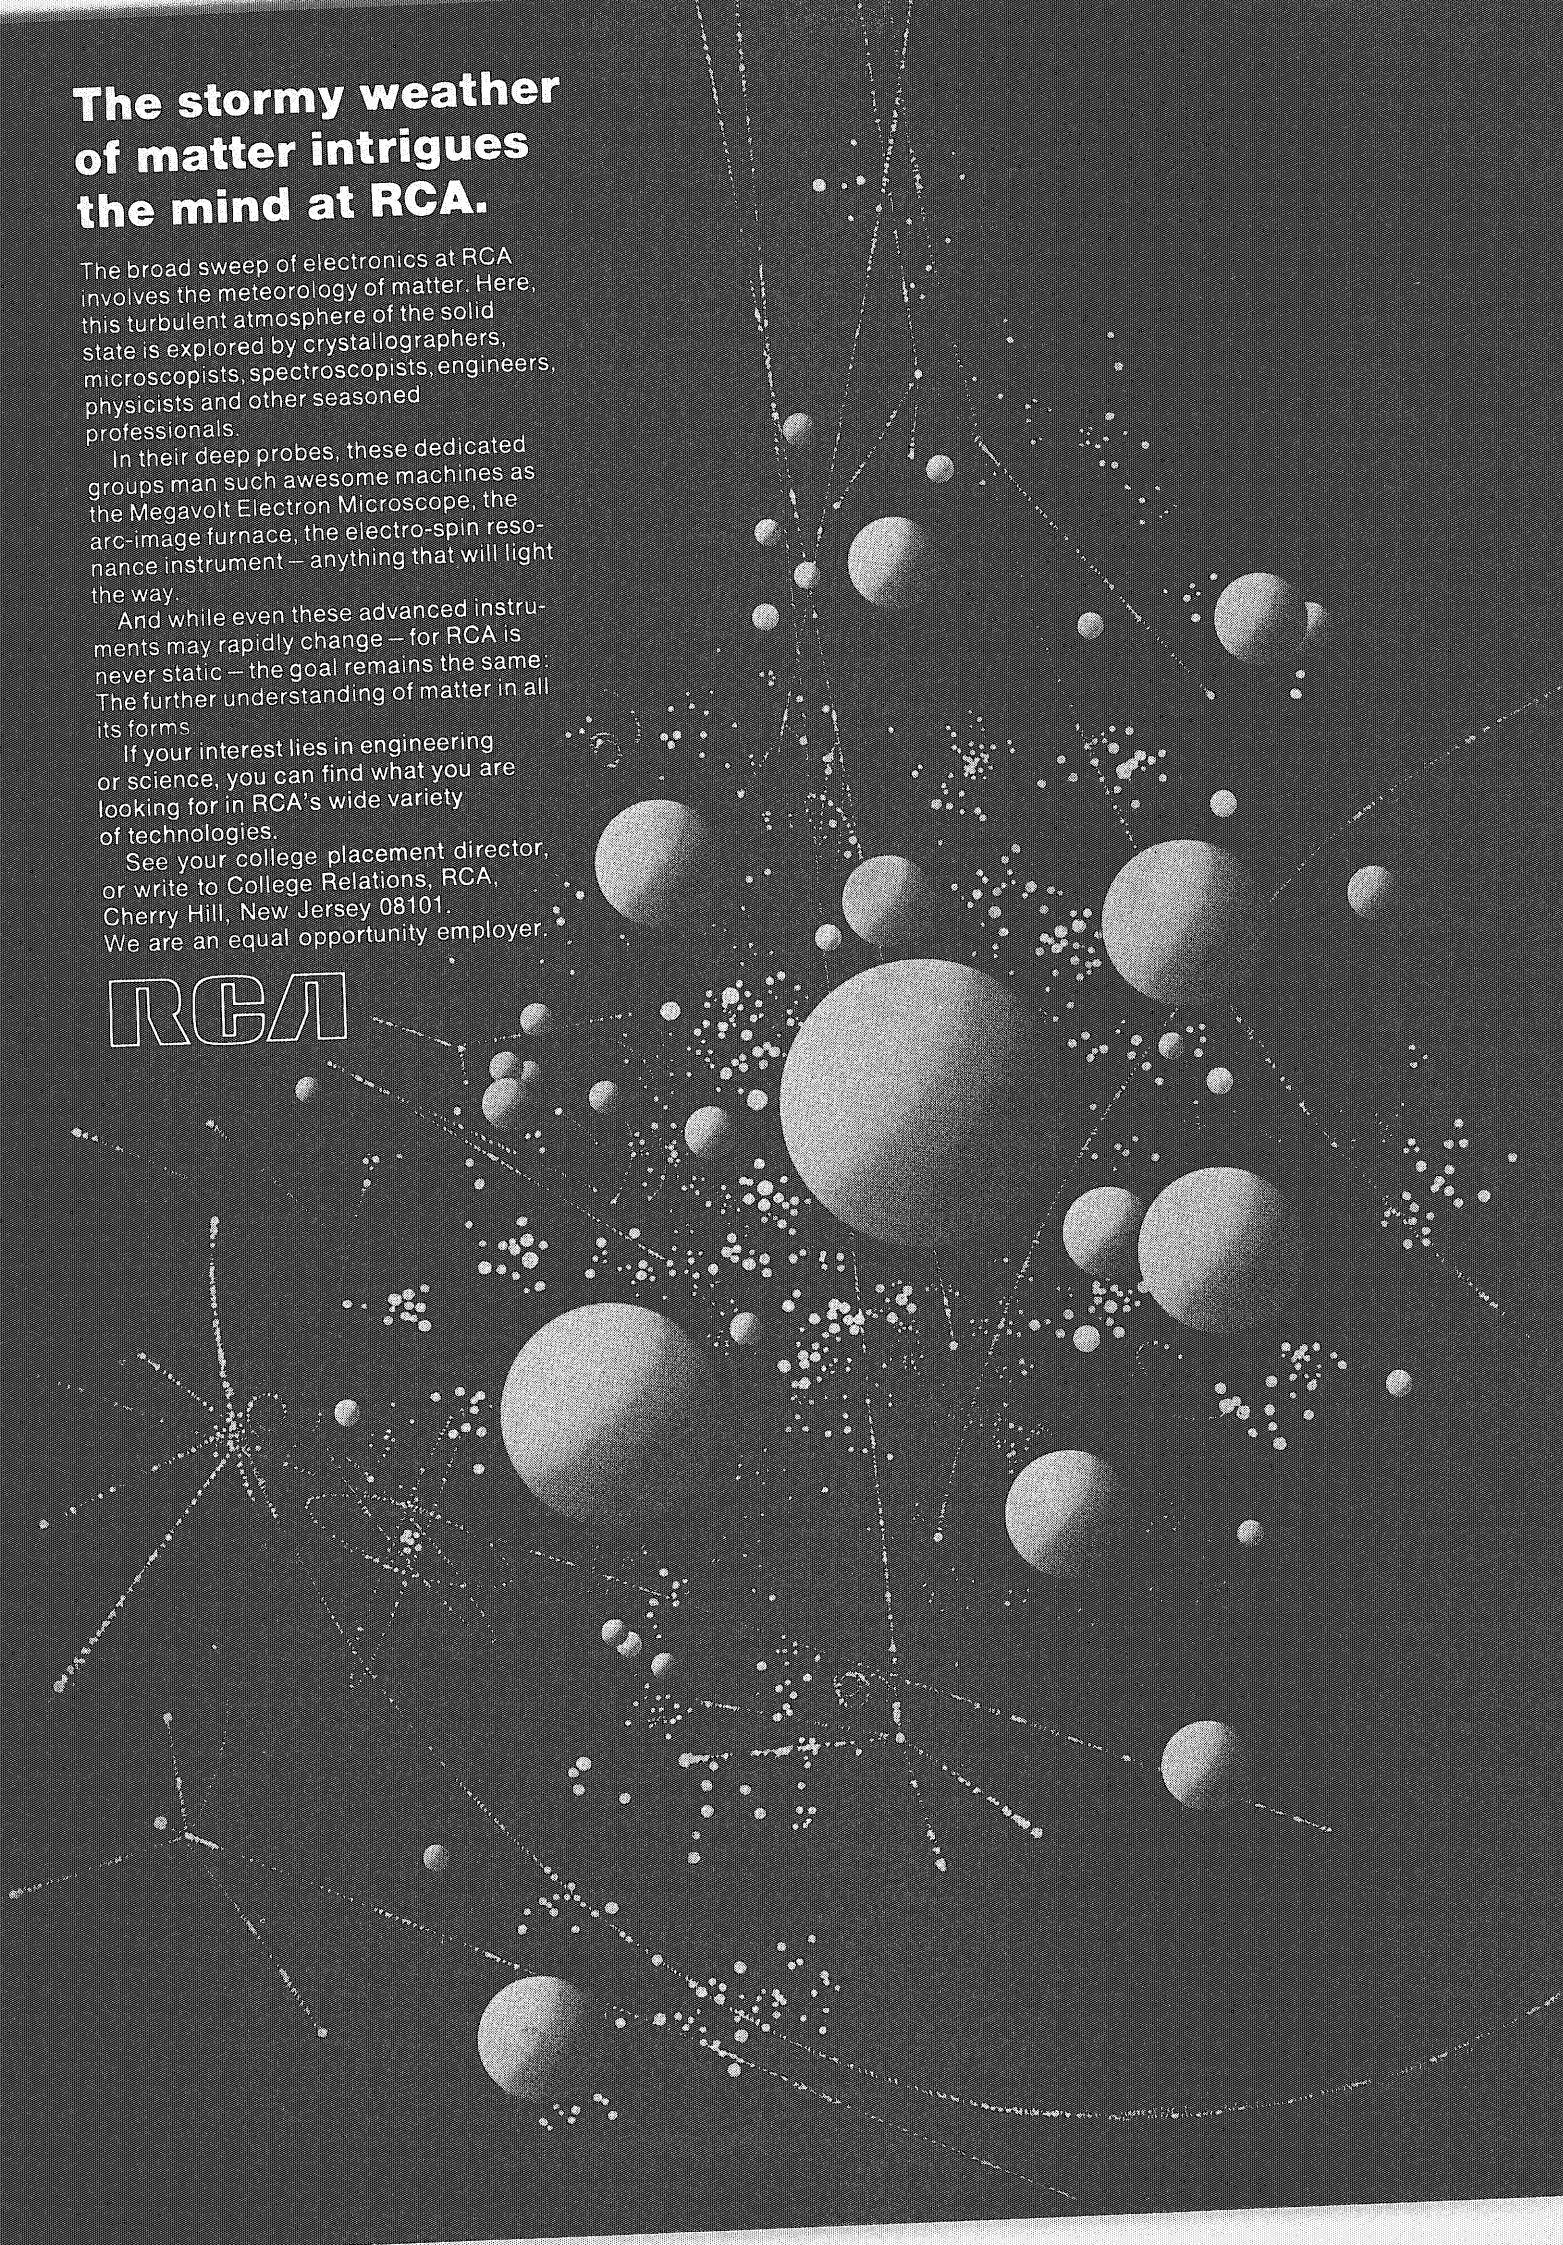 The stormy weather
of matter intrigues
the mind at RCA.
The broad sweep of electronics at RCA
involves the meteorology of matter. Here,
this turbulent atmosphere of the solid
state is explored by crystallographers,
microscopists, spectroscopists, engineers,
physicists and other seasoned
professionals.
In their deep probes, these dedicated
groups man such awesome machines as
the Megavolt Electron Microscope, the
arc-image furnace, the electro-spin reso-
nance instrument — anything that will light
the way.
And while even these advanced instru-
ments may rapidly change — for RCA is
never static — the goal remains the same:
The further understanding of matter in all
its forms
If your interest lies in engineering
or science, you can find what you are
looking for in RCA's wide variety
of technologies.
See your college placement director,
or write to College Relations, RCA,
Cherry Hill, New Jersey 08101.
We are an equal opportunity employer.
RCA